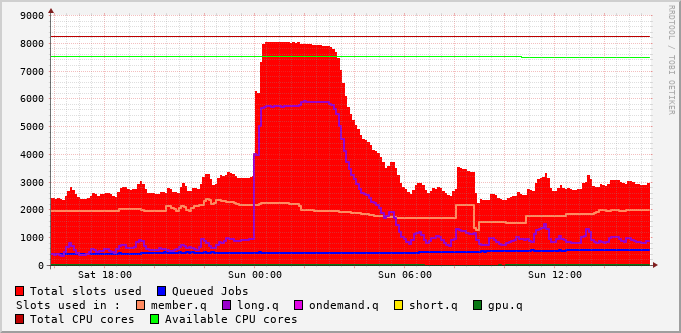 9000
8000
7000
6000
5000
4000
3000
2000
1000
0
Sat 18:00 Sun 00:00 Sun 06:00 Sun 12:00
RRDTOOL / TOBI OETIKER
Total slots used Queued Jobs
Slots used in : member.q long.q ondemand.q short.q gpu.q
Total CPU cores Available CPU cores